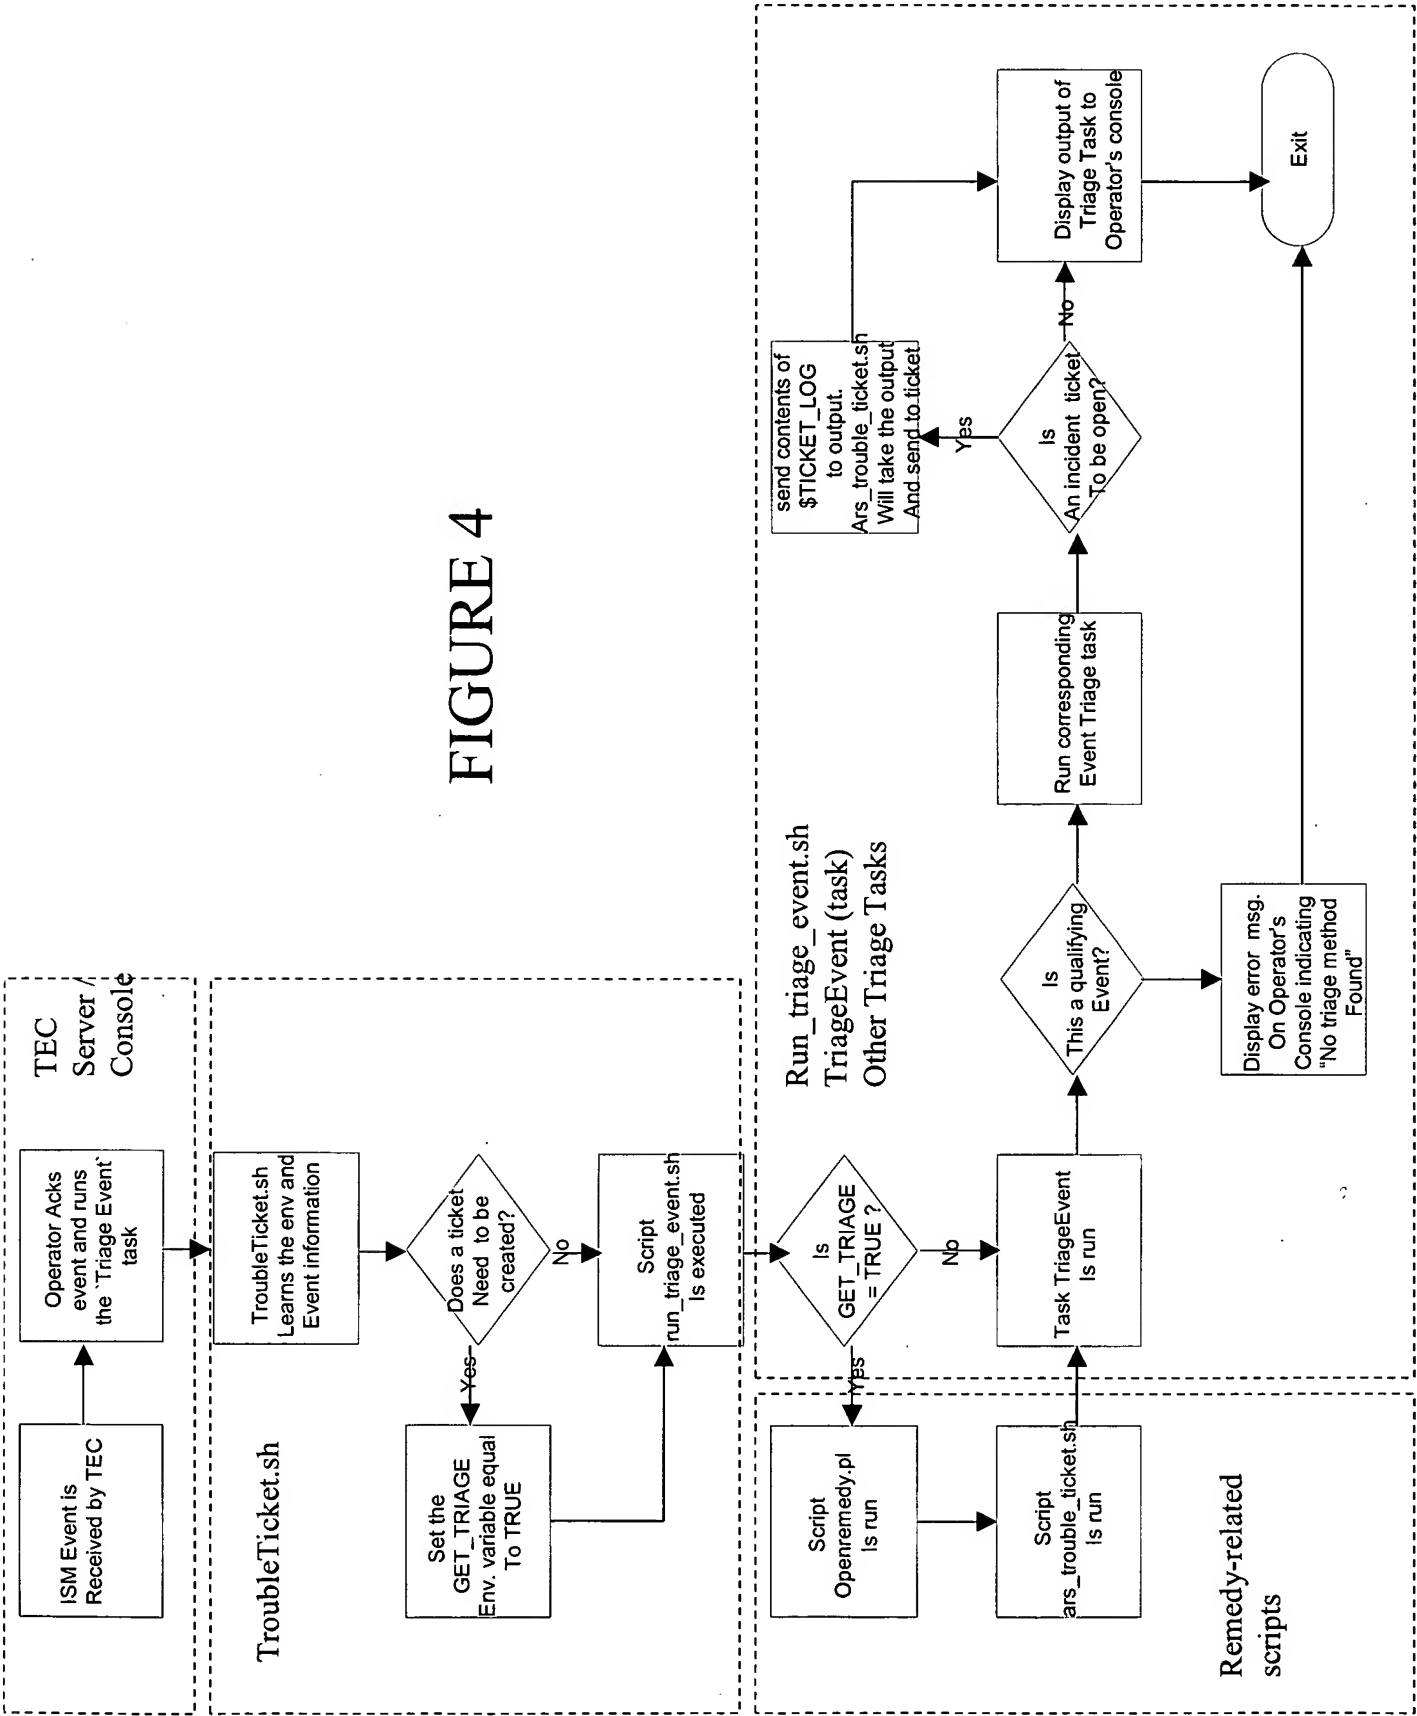 TEC
Server /
Console
ISM Event is
Received by TEC
Operator Acks
event and runs
the `Triage Event`
task
TroubleTicket.sh
TroubleTicket.sh
Learns the env and
Event information
Does a ticket
Need to be
created?
Yes
No
Set the
GET_TRIAGE
Env. variable equal
To TRUE
Script
run_triage_event.sh
Is executed
FIGURE 4
Run_triage_event.sh
TriageEvent (task)
Other Triage Tasks
Is
GET_TRIAGE
= TRUE ?
Yes
No
Script
Openremedy.pl
Is run
Script
ars_trouble_ticket.sh
Is run
Remedy-related
scripts
Task TriageEvent
Is run
Is
This a qualifying
Event?
Display error msg.
On Operator's
Console indicating
“No triage method
Found”
Run corresponding
Event Triage task
Is
An incident ticket
To be open?
Yes
No
send contents of
$TICKET_LOG
to output.
Ars_trouble_ticket.sh
Will take the output
And send to ticket
Display output of
Triage Task to
Operator's console
Exit